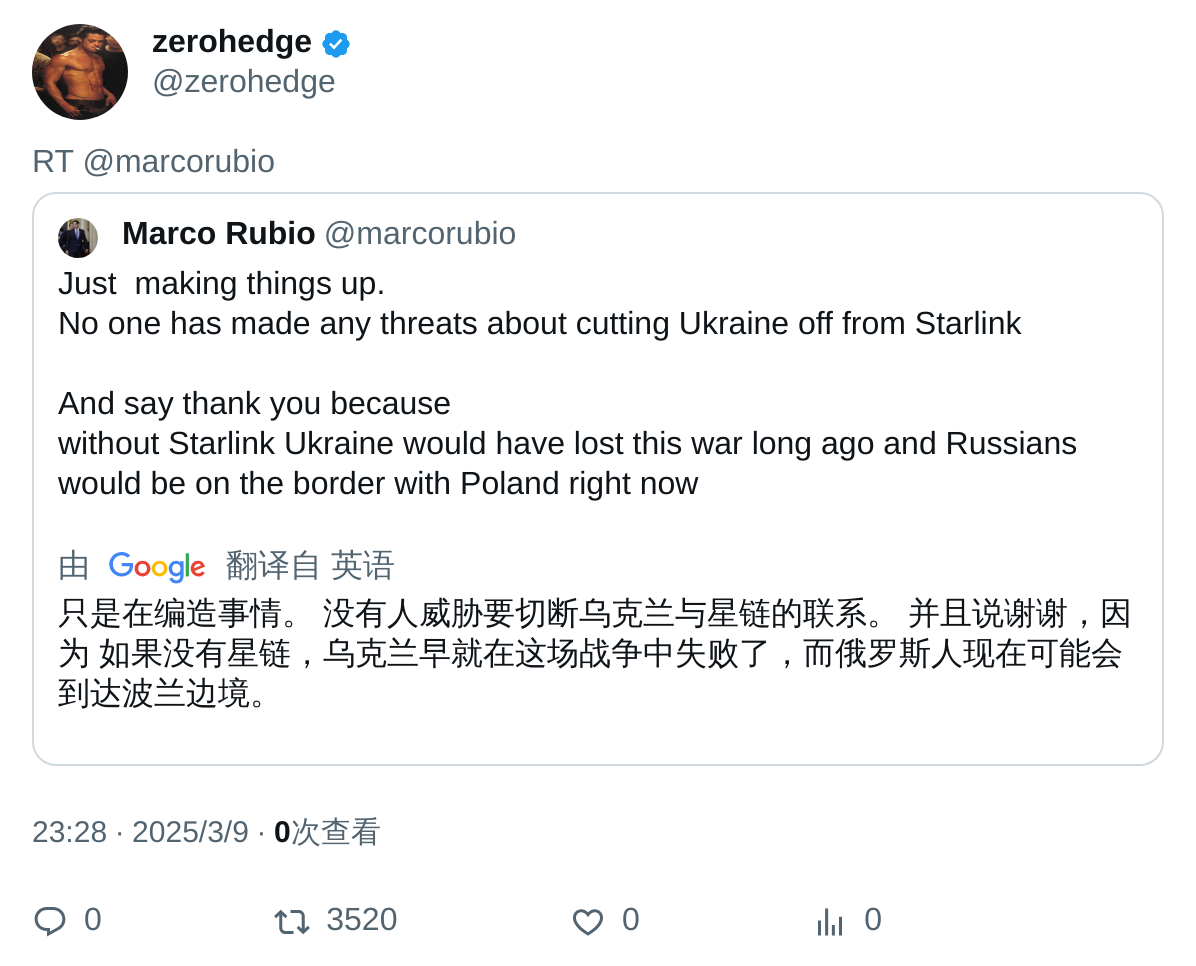 zerohedge
@zerohedge
RT @marcorubio
Marco Rubio @marcorubio
Just  making things up.
No one has made any threats about cutting Ukraine off from Starlink
And say thank you because
without Starlink Ukraine would have lost this war long ago and Russians
would be on the border with Poland right now
由 Google 翻译自 英语
只是在编造事情。 没有人威胁要切断乌克兰与星链的联系。 并且说谢谢，因
为 如果没有星链，乌克兰早就在这场战争中失败了，而俄罗斯人现在可能会
到达波兰边境。
23:28 · 2025/3/9 · 0次查看
0 3520 0 0